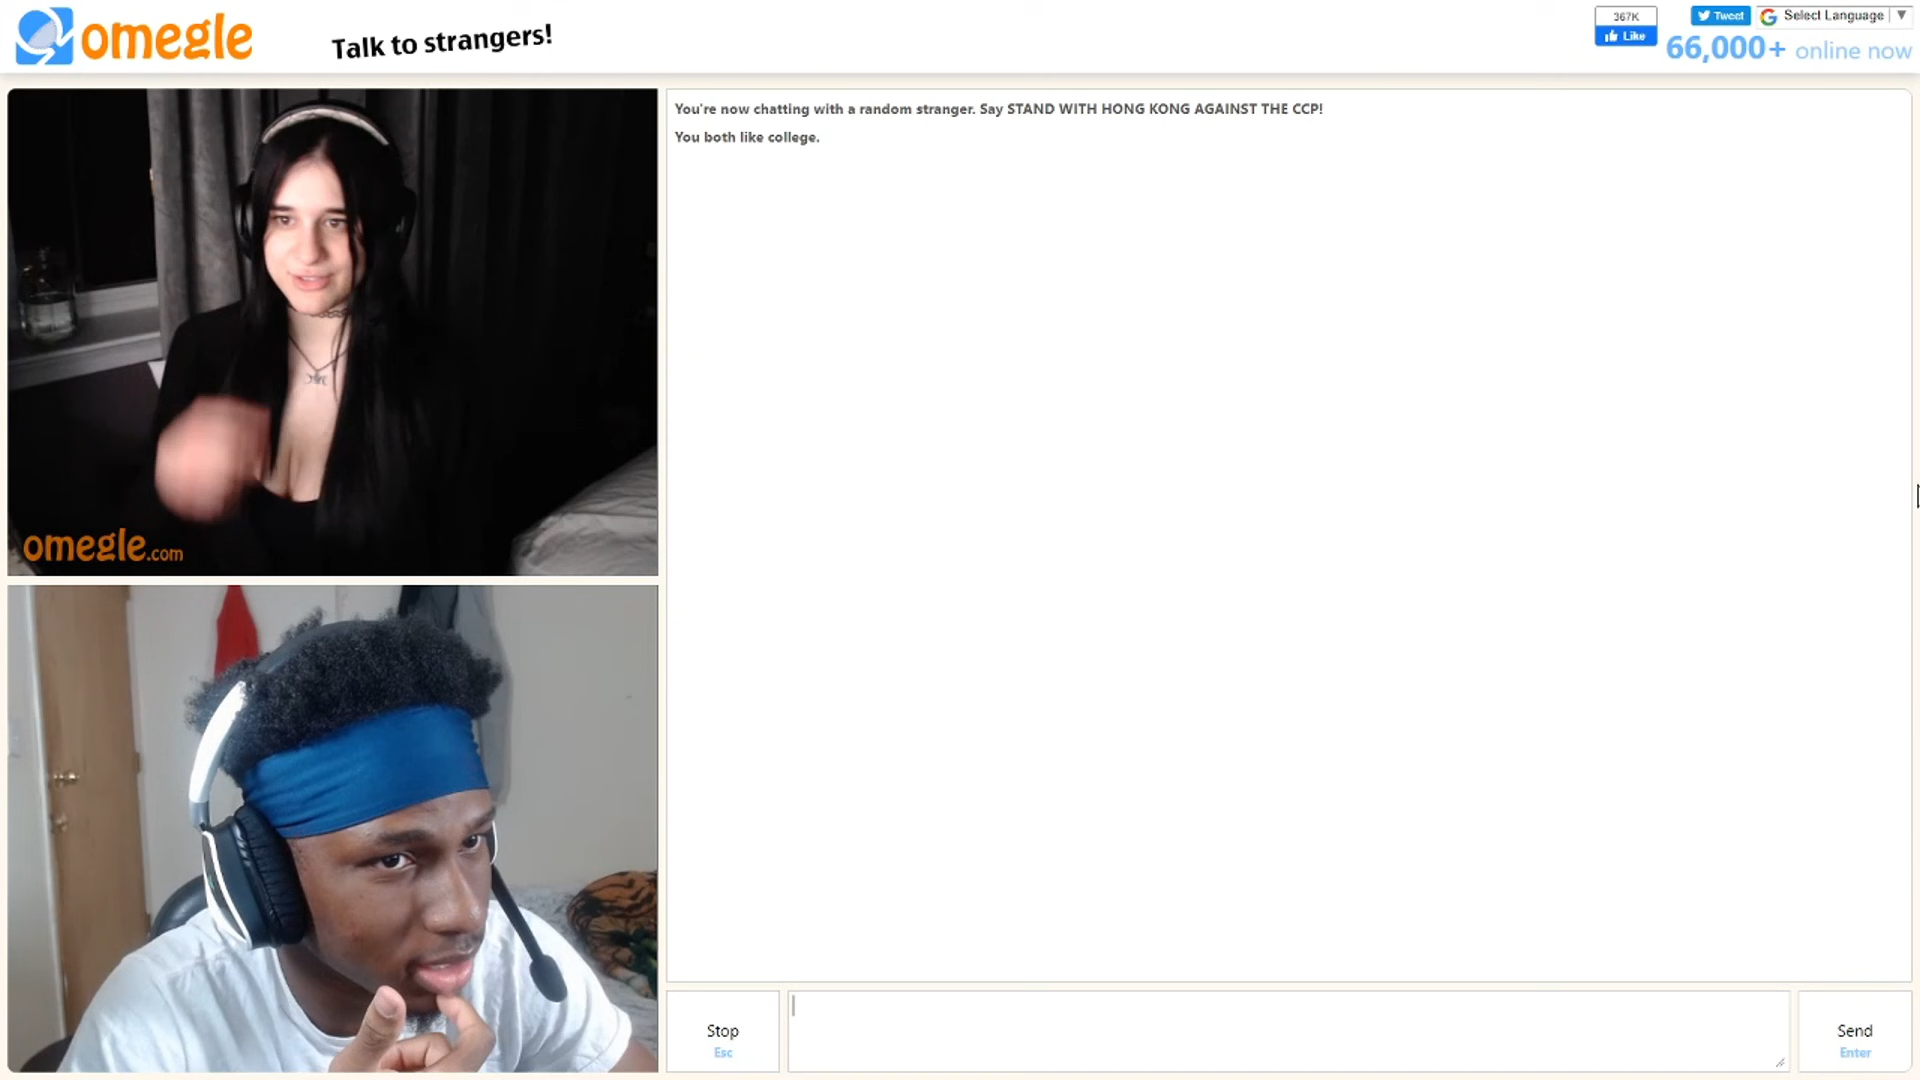 omegle
Talk to strangers!
367K
Like
Tweet
Select Language
66,000+ online now
You're now chatting with a random stranger. Say STAND WITH HONG KONG AGAINST THE CCP!
You both like college.
omegle.com
Stop
Esc
Send
Enter